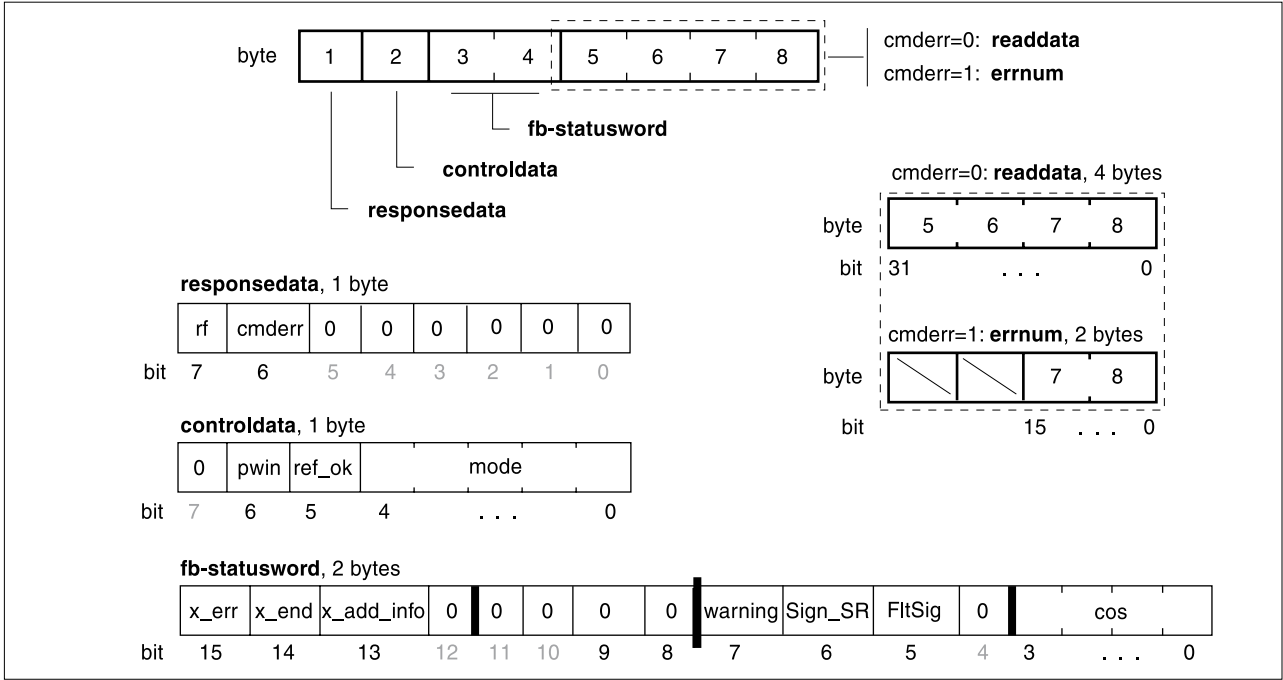 byte 1 2 3 4 5 6 7 8
cmderr=0: readdata
cmderr=1: errnum
fb-statusword
controldata
responsedata
cmderr=0: readdata, 4 bytes
byte 5 6 7 8
bit 31 . . . 0
cmderr=1: errnum, 2 bytes
byte 7 8
bit 15 . . . 0
responsedata, 1 byte
rf cmderr 0 0 0 0 0 0
bit 7 6 5 4 3 2 1 0
controldata, 1 byte
0 pwin ref_ok mode
bit 7 6 5 4 . . . 0
fb-statusword, 2 bytes
x_err x_end x_add_info 0 0 0 0 0 warning Sign_SR FltSig 0 cos
bit 15 14 13 12 11 10 9 8 7 6 5 4 3 . . . 0